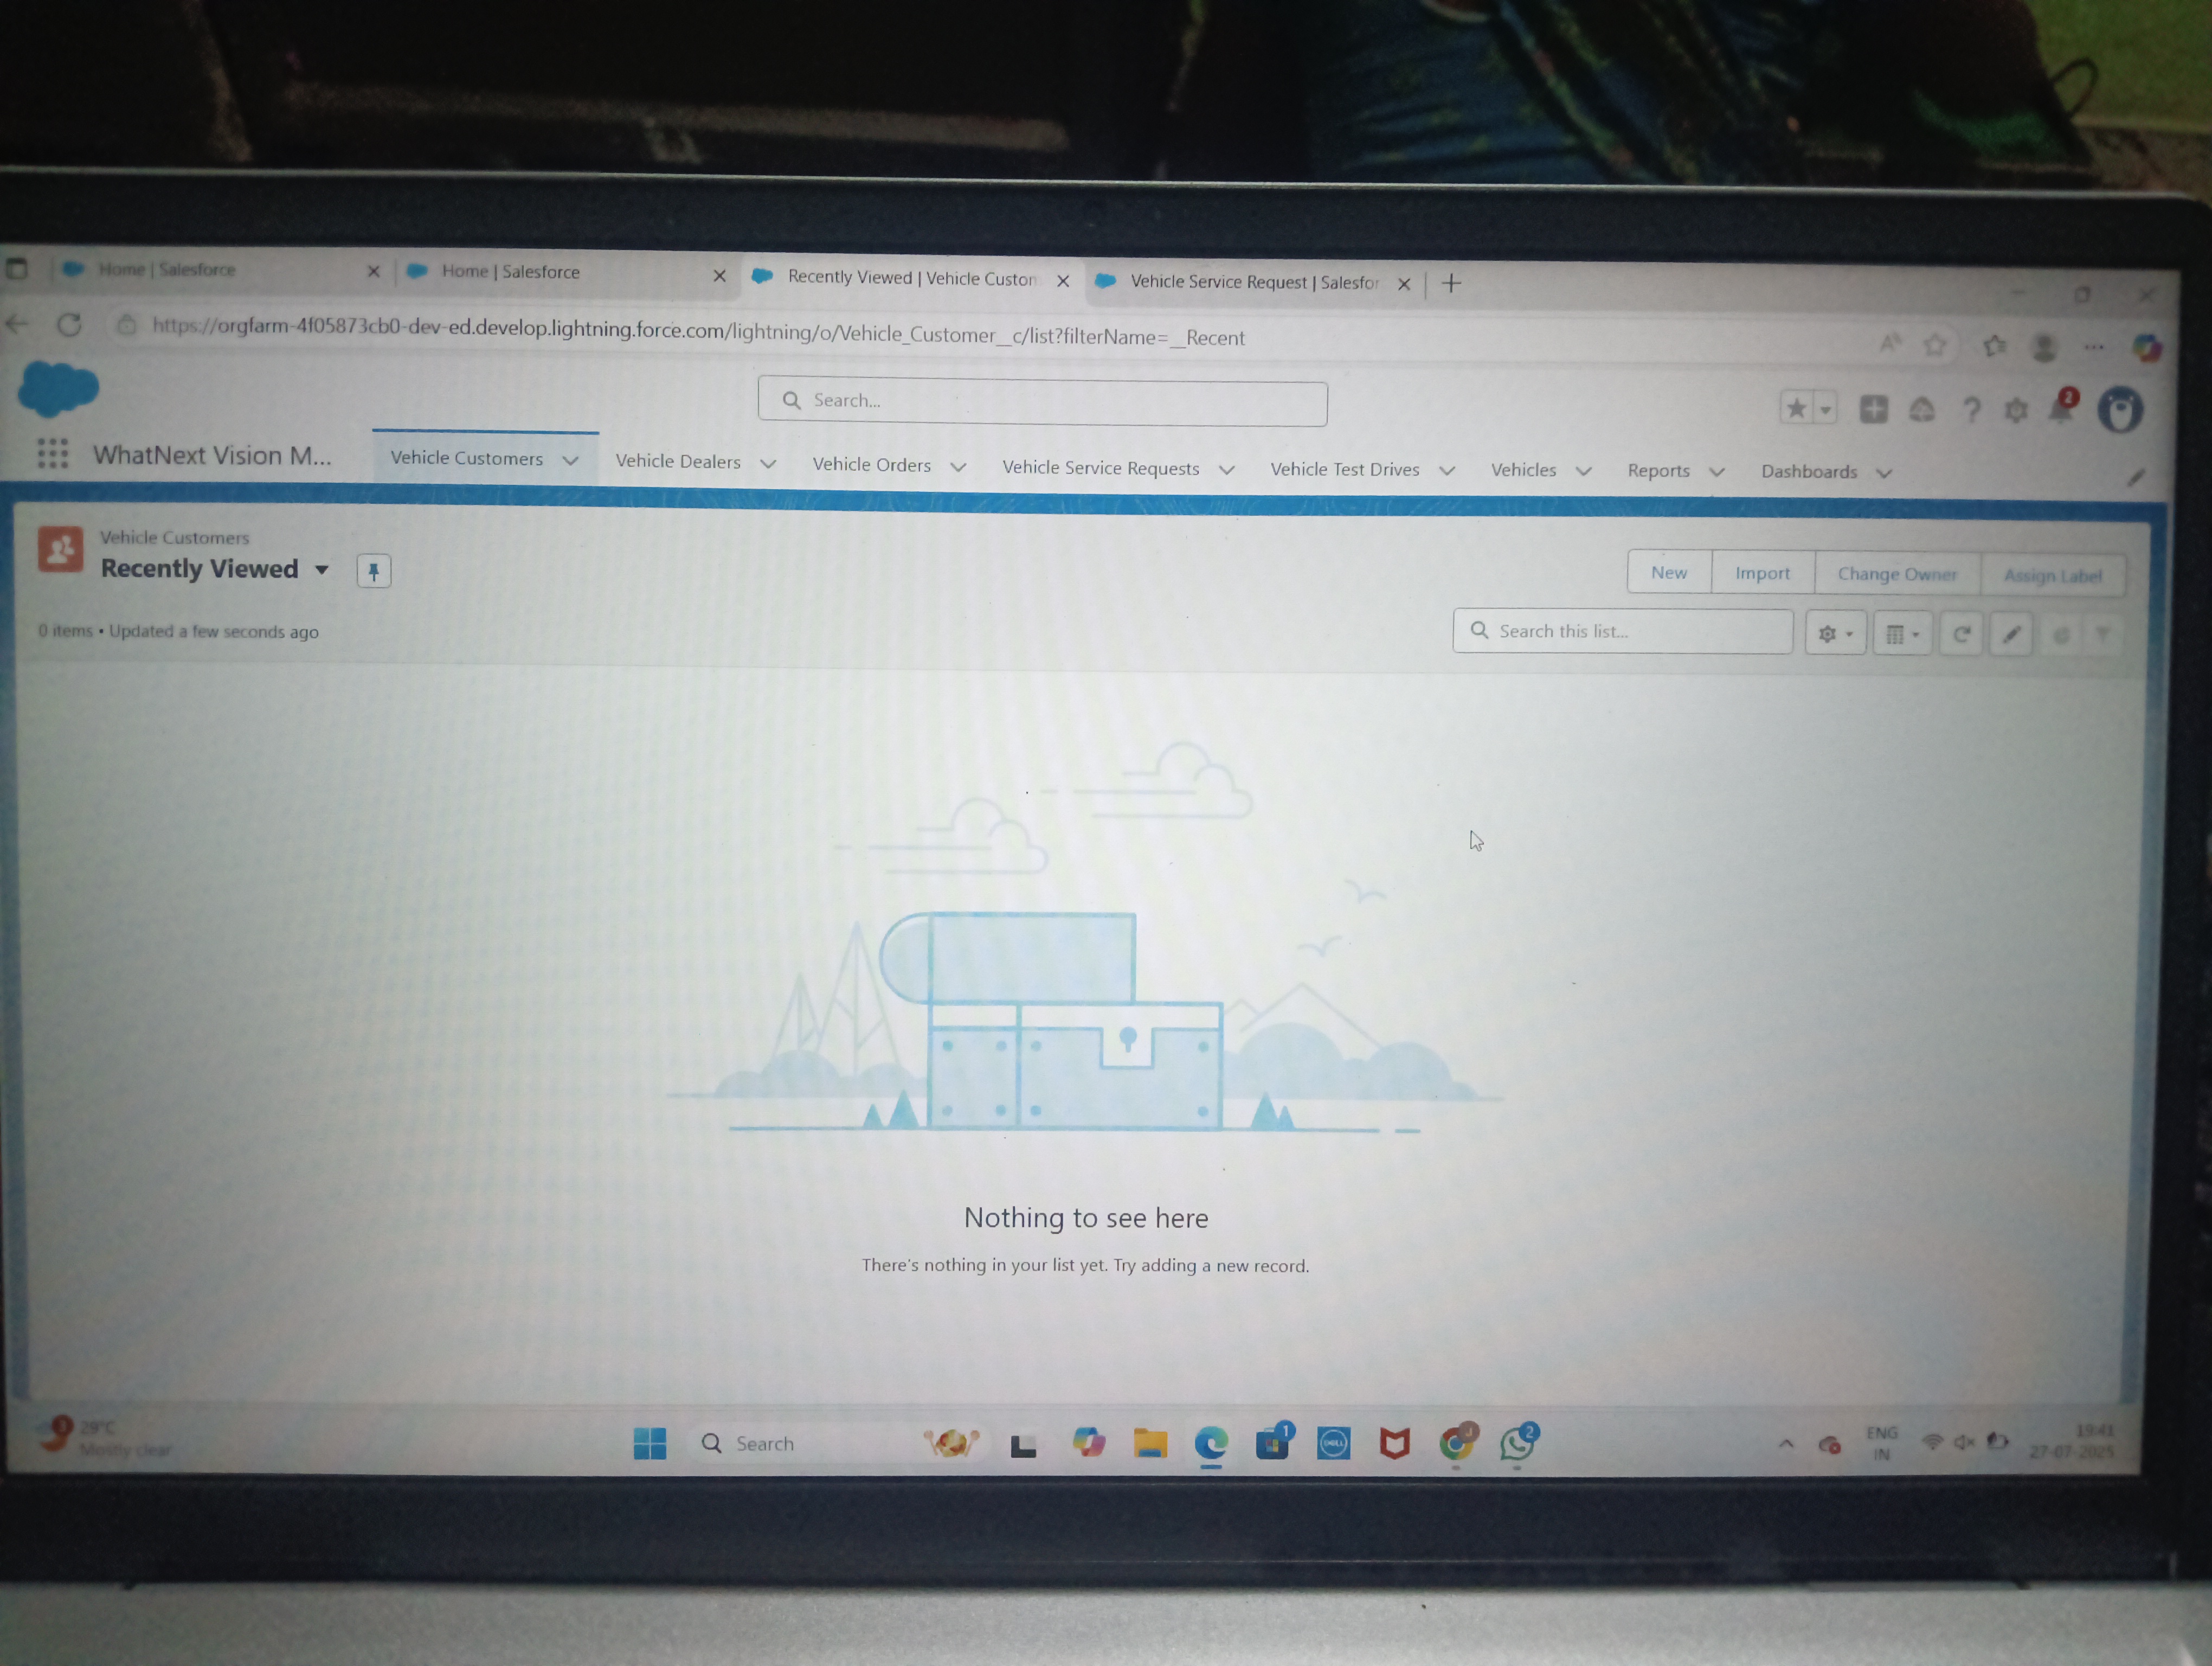 Home | Salesforce
Home | Salesforce
Recently Viewed | Vehicle Custon
Vehicle Service Request | Salesfor
https://orgfarm-4f05873cb0-dev-ed.develop.lightning.force.com/lightning/o/Vehicle_Customer__c/list?filterName=__Recent
Search...
2
WhatNext Vision M...
Vehicle Customers
Vehicle Dealers
Vehicle Orders
Vehicle Service Requests
Vehicle Test Drives
Vehicles
Reports
Dashboards
Vehicle Customers
Recently Viewed
New
Import
Change Owner
Assign Label
0 items • Updated a few seconds ago
Search this list...
Nothing to see here
There's nothing in your list yet. Try adding a new record.
29°C
Mostly clear
Search
1
DELL
2
ENG
IN
19:41
27-07-2025